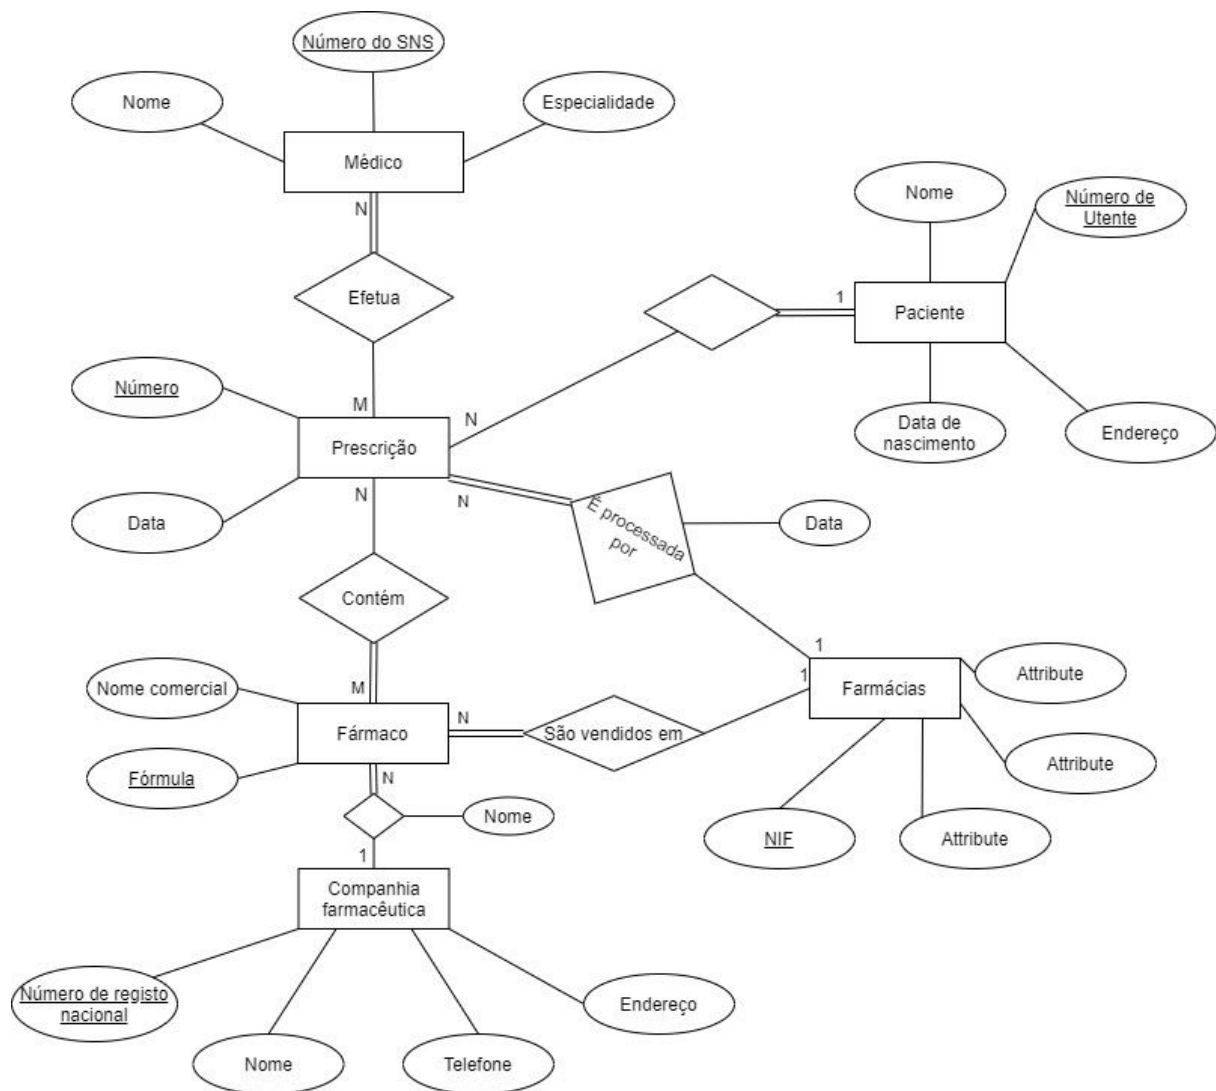 Número do SNS
Nome
Especialidade
Médico
N
Efetua
M
Nome
Número de
Utente
1
Paciente
Data de
nascimento
Endereço
Número
Prescrição
N
Data
N
N
É processada
por
Data
Contém
M
1
Nome comercial
Fármaco
N
São vendidos em
1
Farmácias
Attribute
Attribute
Fórmula
N
Nome
NIF
Attribute
1
Companhia
farmacêutica
Número de registo
nacional
Nome
Telefone
Endereço